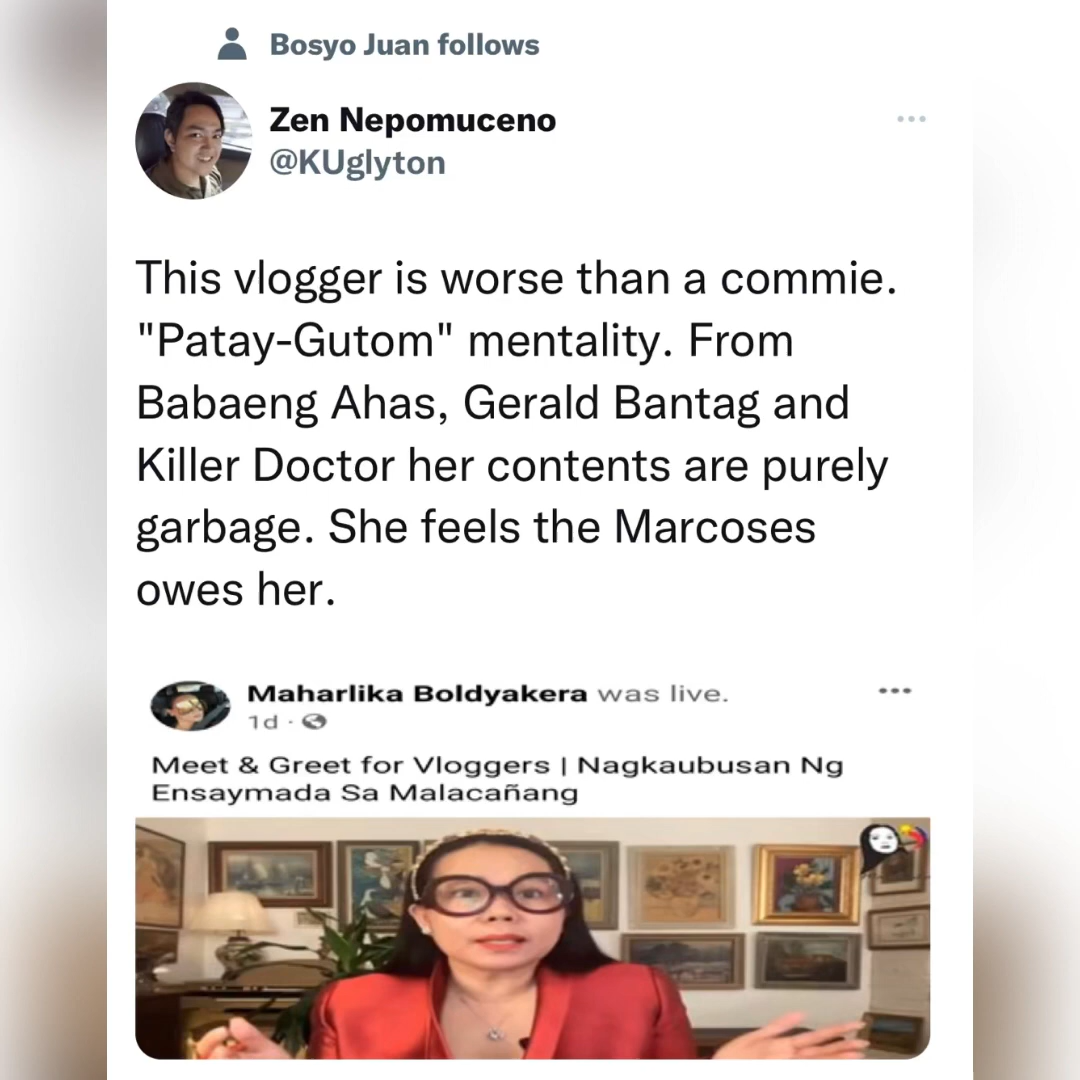 Bosyo Juan follows
Zen Nepomuceno
@KUglyton
This vlogger is worse than a commie.
"Patay-Gutom" mentality. From
Babaeng Ahas, Gerald Bantag and
Killer Doctor her contents are purely
garbage. She feels the Marcoses
owes her.
Maharlika Boldyakera was live.
1d ·
Meet & Greet for Vloggers | Nagkaubusan Ng
Ensaymada Sa Malacañang